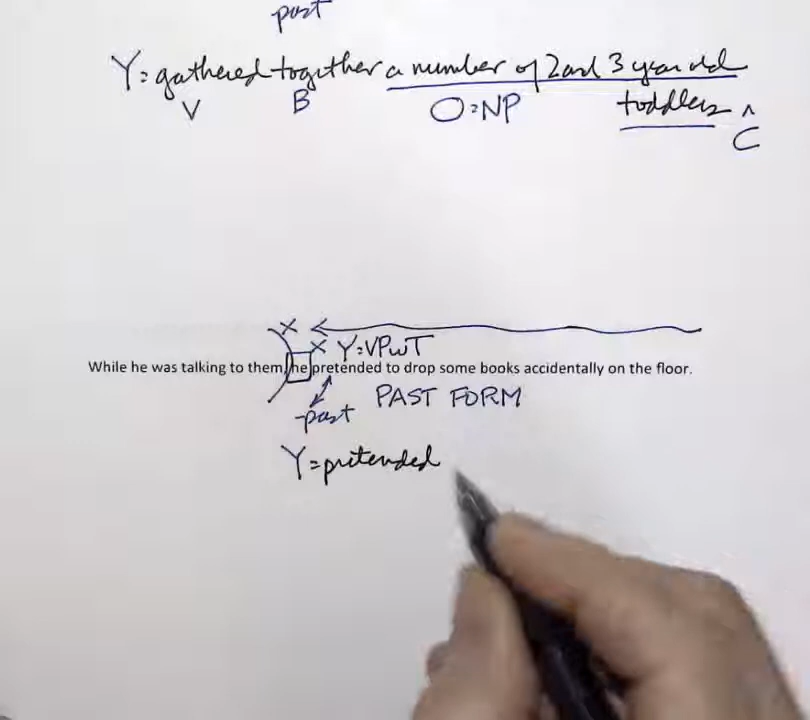 past
Y = gathered together a number of 2 and 3 year old
toddlers ^
V B O = NP C
X
X Y = VPwT
While he was talking to them, he pretended to drop some books accidentally on the floor.
-past PAST FORM
Y = pretended